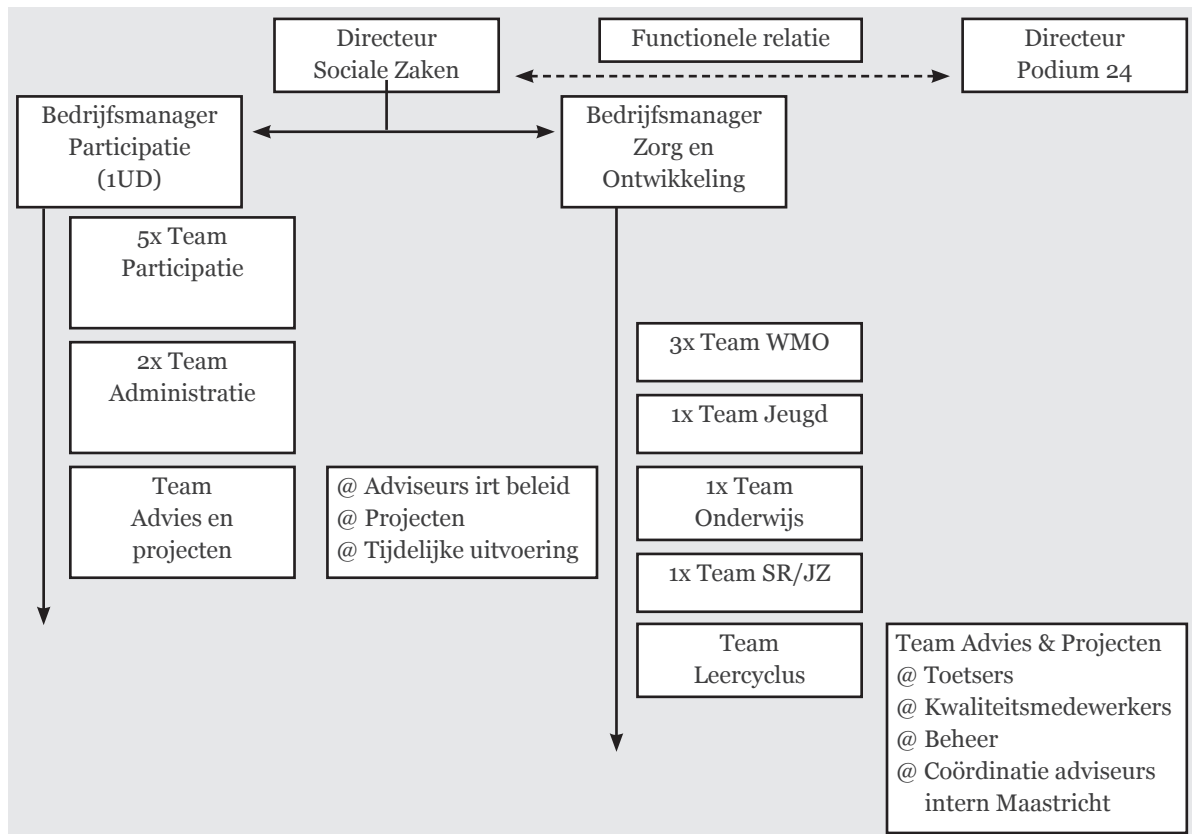 Directeur
Sociale Zaken
Functionele relatie
Directeur
Podium 24
Bedrijfsmanager
Participatie
(1UD)
Bedrijfsmanager
Zorg en
Ontwikkeling
5x Team
Participatie
2x Team
Administratie
Team
Advies en
projecten
@ Adviseurs irt beleid
@ Projecten
@ Tijdelijke uitvoering
3x Team WMO
1x Team Jeugd
1x Team
Onderwijs
1x Team SR/JZ
Team
Leercyclus
Team Advies & Projecten
@ Toetsers
@ Kwaliteitsmedewerkers
@ Beheer
@ Coördinatie adviseurs
intern Maastricht